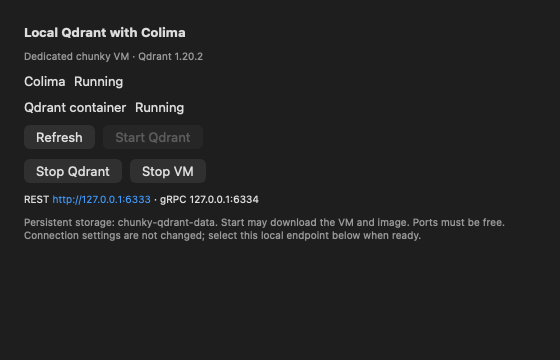 Local Qdrant with Colima
Dedicated chunky VM · Qdrant 1.20.2
Colima Running
Qdrant container Running
Refresh Start Qdrant
Stop Qdrant Stop VM
REST http://127.0.0.1:6333 · gRPC 127.0.0.1:6334
Persistent storage: chunky-qdrant-data. Start may download the VM and image. Ports must be free.
Connection settings are not changed; select this local endpoint below when ready.